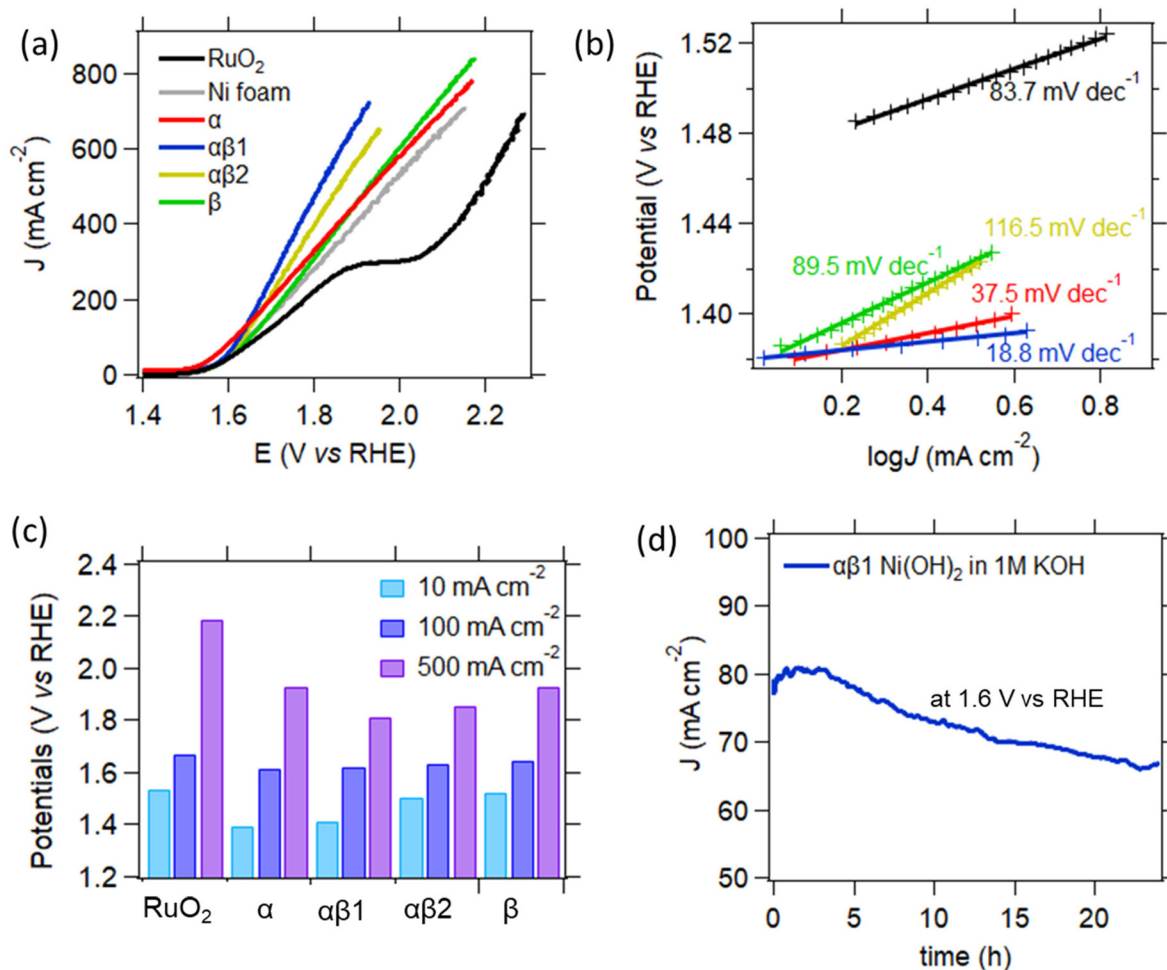 (a)
RuO₂
Ni foam
α
αβ1
αβ2
β
800
600
400
200
0
J (mA cm⁻²)
1.4 1.6 1.8 2.0 2.2
E (V vs RHE)
(b)
1.52
1.48
1.44
1.40
Potential (V vs RHE)
83.7 mV dec⁻¹
116.5 mV dec⁻¹
89.5 mV dec⁻¹
37.5 mV dec⁻¹
18.8 mV dec⁻¹
0.2 0.4 0.6 0.8
logJ (mA cm⁻²)
(c)
2.4
2.2
2.0
1.8
1.6
1.4
1.2
Potentials (V vs RHE)
10 mA cm⁻²
100 mA cm⁻²
500 mA cm⁻²
RuO₂ α αβ1 αβ2 β
(d)
100
90
80
70
60
50
J (mA cm⁻²)
αβ1 Ni(OH)₂ in 1M KOH
at 1.6 V vs RHE
0 5 10 15 20
time (h)